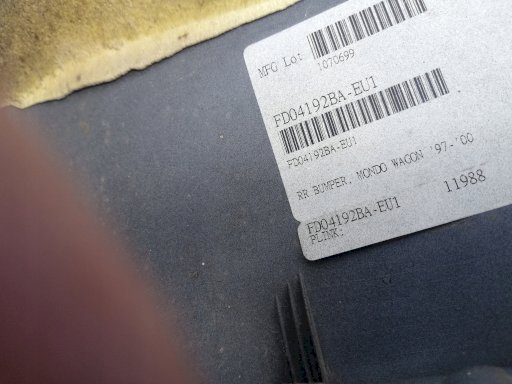 MFG Lot
1070699
FD04192BA-EU1
FD04192BA-EU1
RR BUMPER, MONDO WAGON '97-'00
11988
FD04192BA-EU1
PLINK: